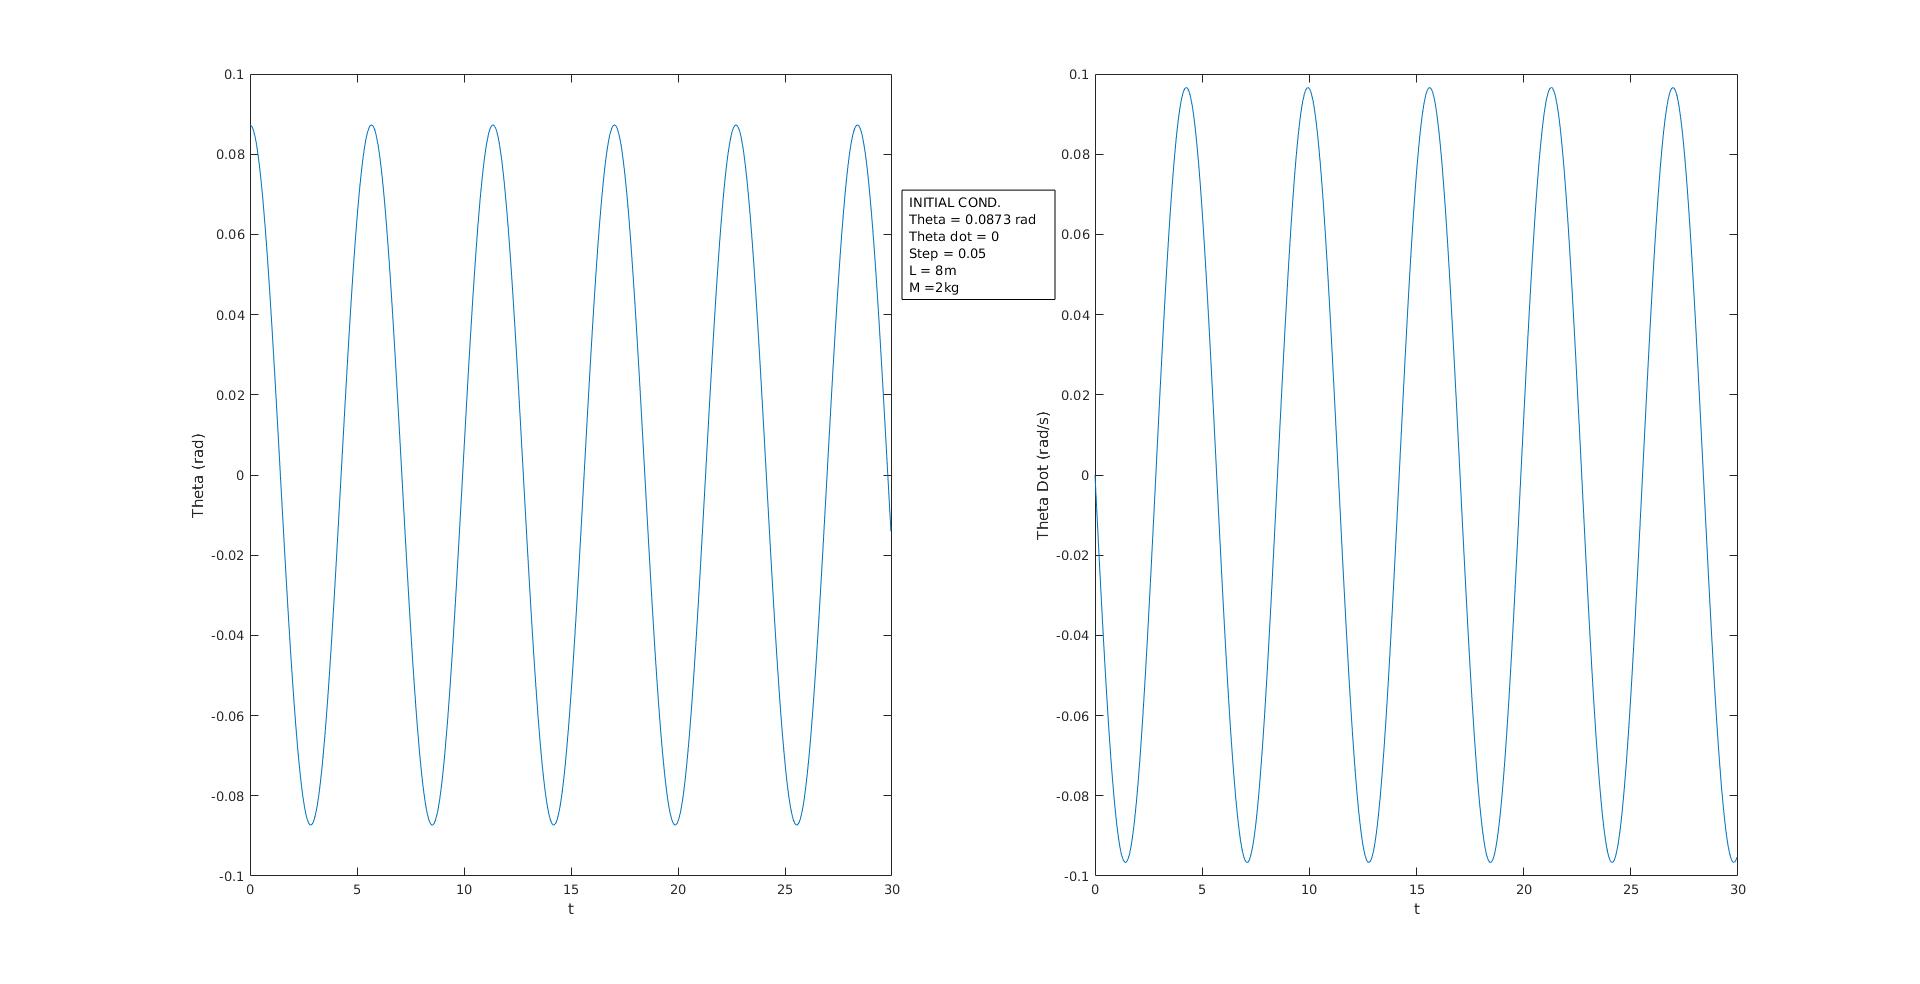 0.1
0.08
0.06
0.04
0.02
0
-0.02
-0.04
-0.06
-0.08
-0.1
Theta (rad)
0 5 10 15 20 25 30
t
INITIAL COND.
Theta = 0.0873 rad
Theta dot = 0
Step = 0.05
L = 8m
M =2kg
0.1
0.08
0.06
0.04
0.02
0
-0.02
-0.04
-0.06
-0.08
-0.1
Theta Dot (rad/s)
0 5 10 15 20 25 30
t